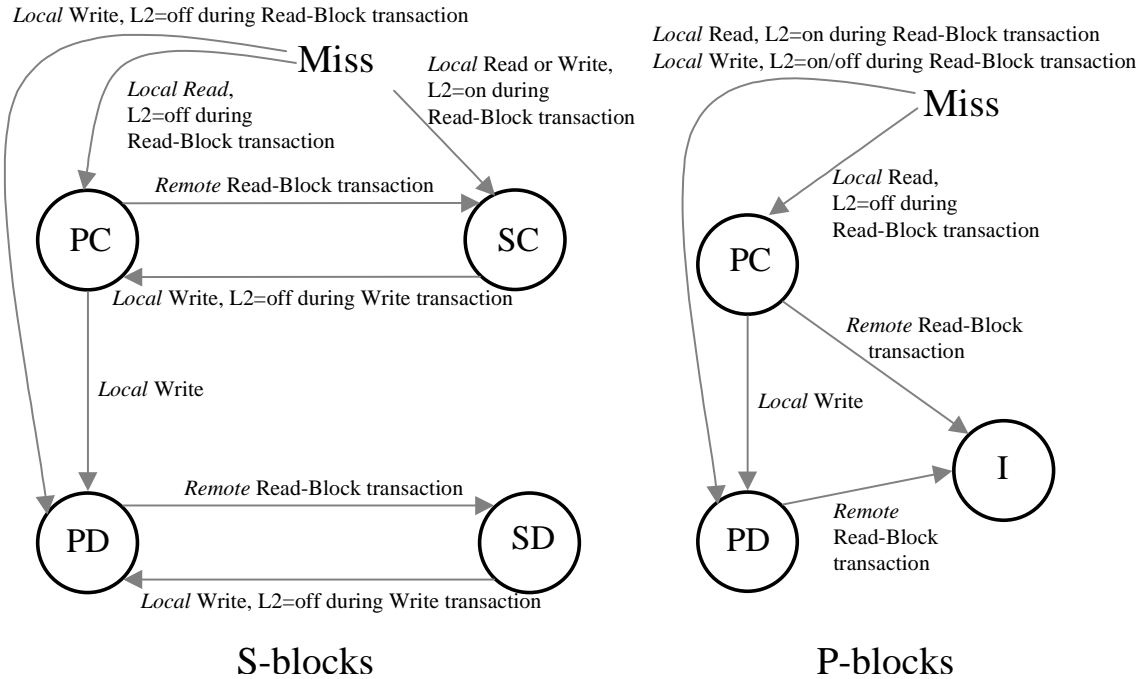 Local Write, L2=off during Read-Block transaction
Miss
Local Read,
L2=off during
Read-Block transaction
Local Read or Write,
L2=on during
Read-Block transaction
Remote Read-Block transaction
PC
SC
Local Write, L2=off during Write transaction
Local Write
Remote Read-Block transaction
PD
SD
Local Write, L2=off during Write transaction
S-blocks
Local Read, L2=on during Read-Block transaction
Local Write, L2=on/off during Read-Block transaction
Miss
Local Read,
L2=off during
Read-Block transaction
PC
Remote Read-Block
transaction
Local Write
I
PD
Remote
Read-Block
transaction
P-blocks